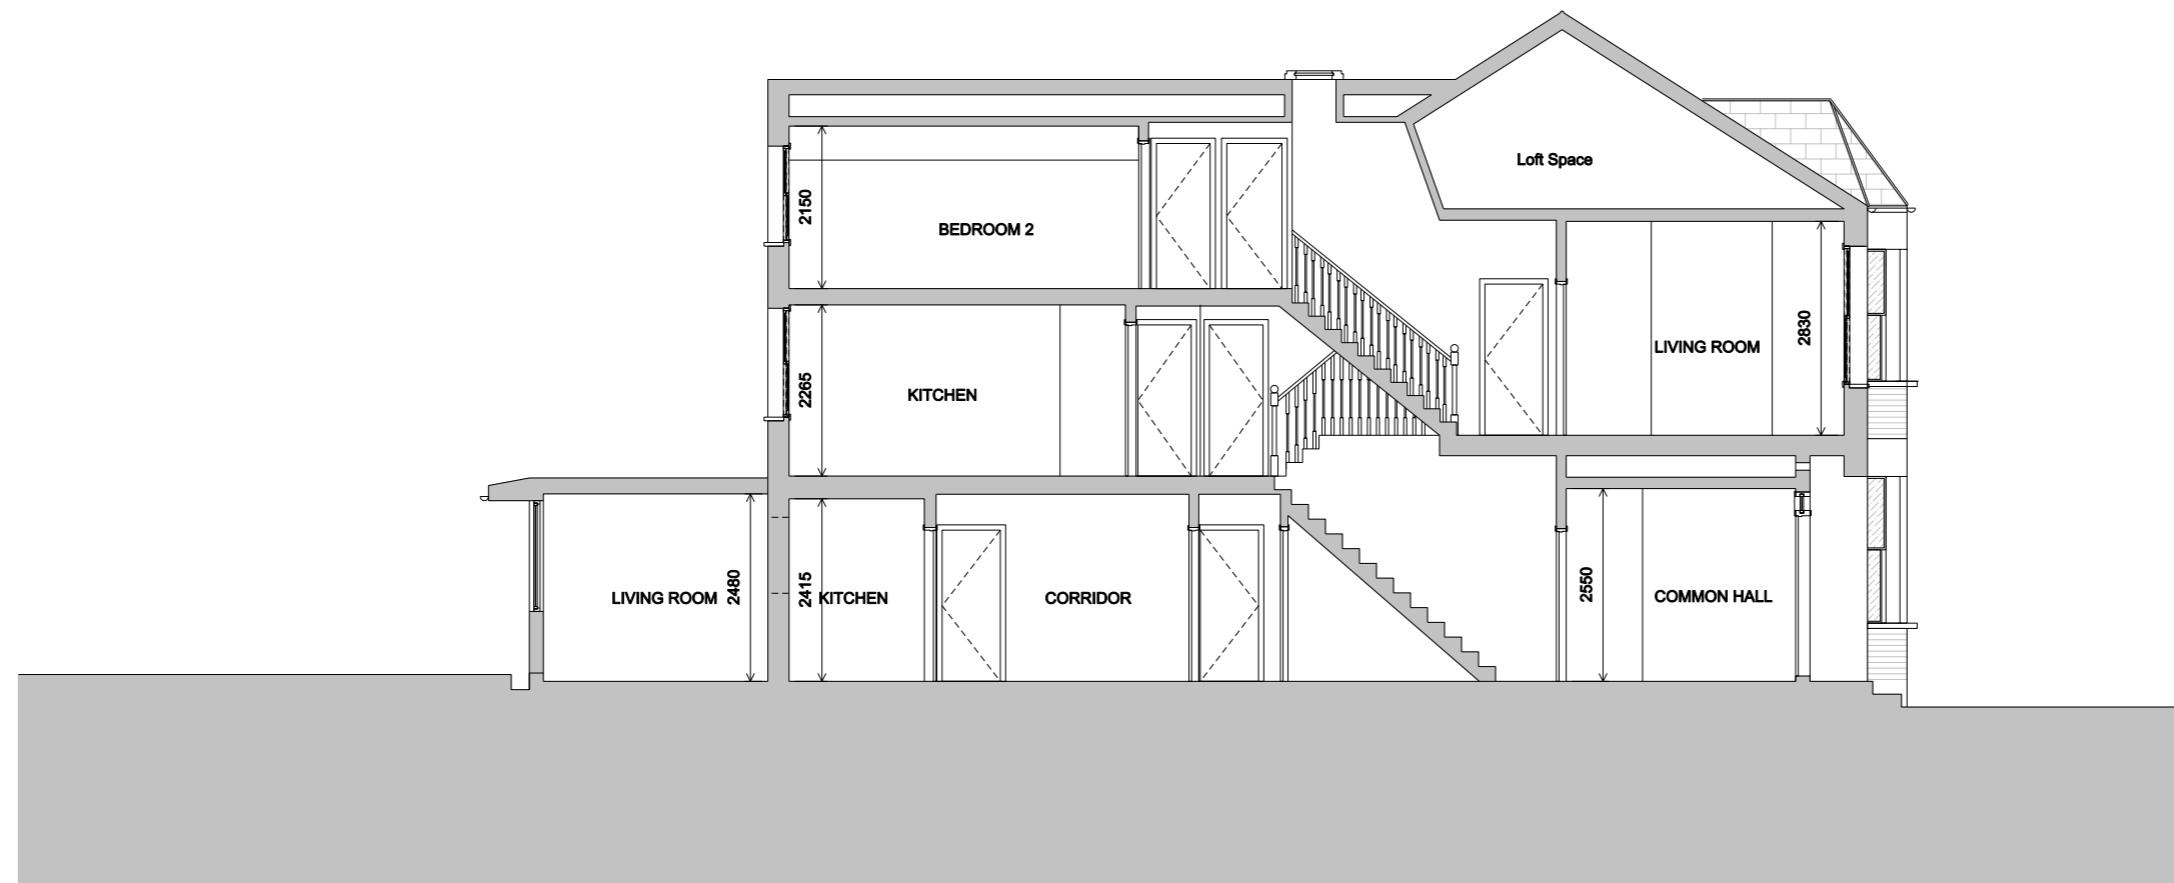 Loft Space
2150
BEDROOM 2
2830
LIVING ROOM
2265
KITCHEN
LIVING ROOM
2480
2415
KITCHEN
CORRIDOR
2550
COMMON HALL